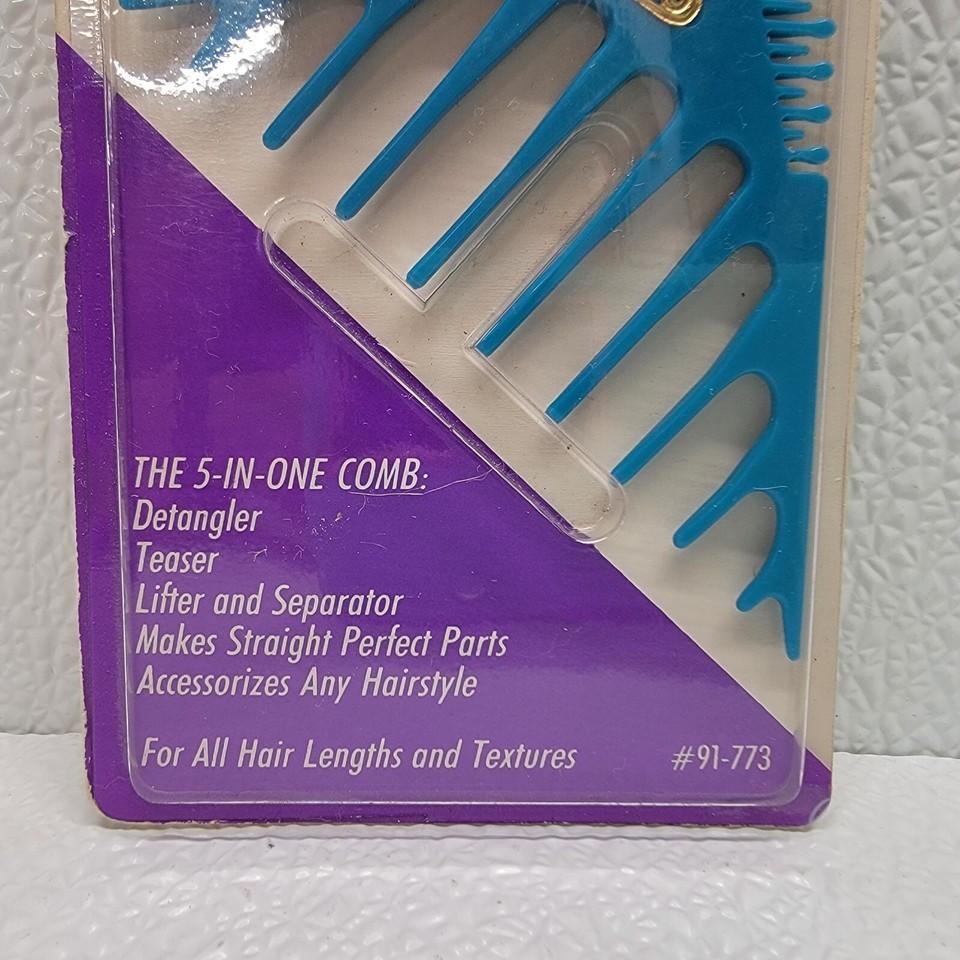 THE 5-IN-ONE COMB:
Detangler
Teaser
Lifter and Separator
Makes Straight Perfect Parts
Accessorizes Any Hairstyle
For All Hair Lengths and Textures #91-773